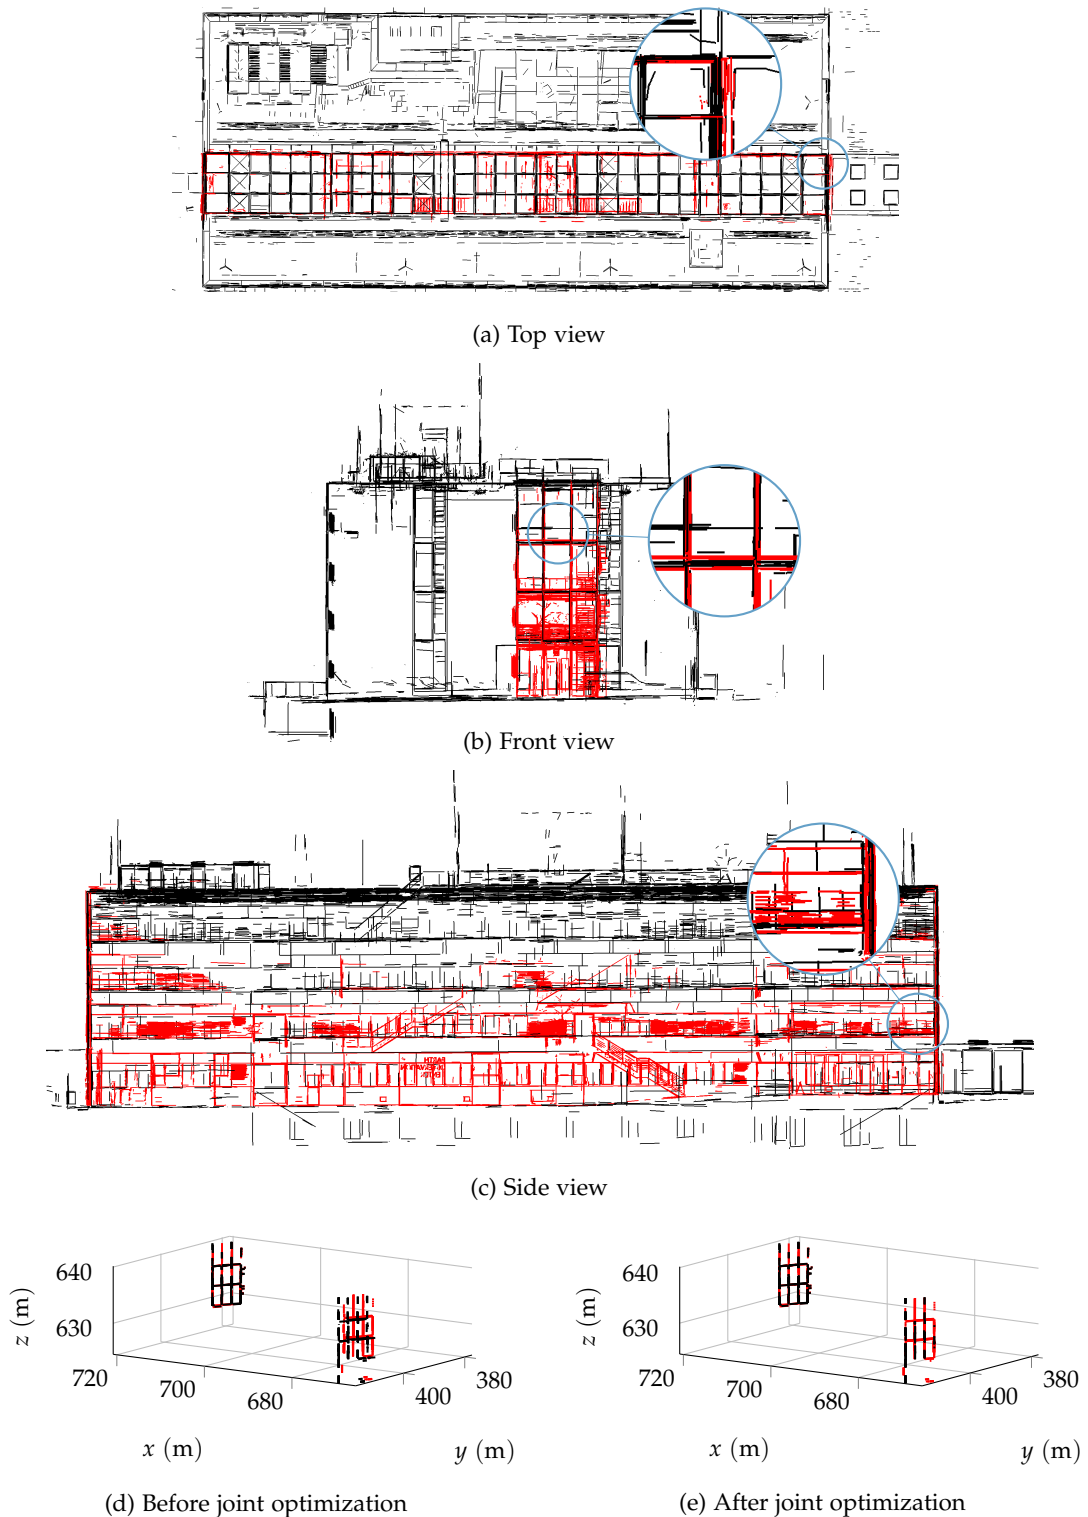 (a) Top view
(b) Front view
(c) Side view
640
630
z (m)
720
700
680
400
380
x (m)
y (m)
(d) Before joint optimization
640
630
z (m)
720
700
680
400
380
x (m)
y (m)
(e) After joint optimization